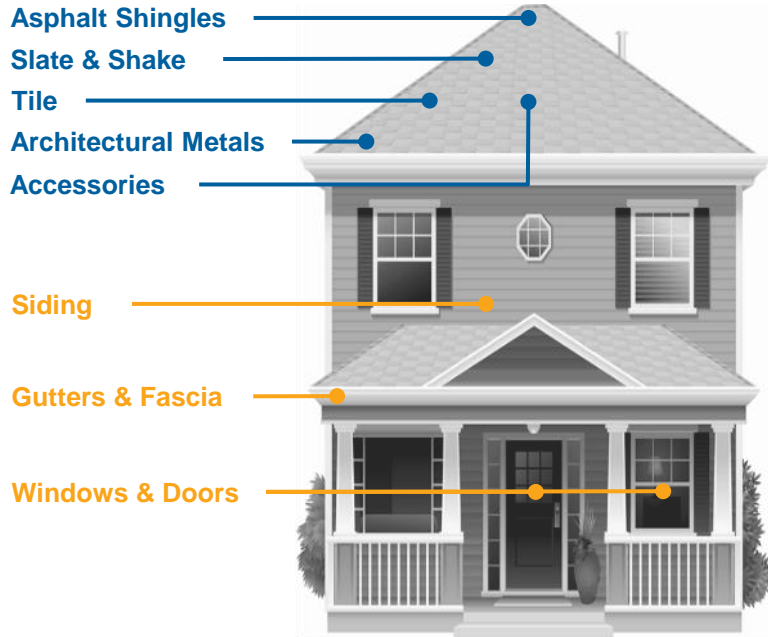 Asphalt Shingles
Slate & Shake
Tile
Architectural Metals
Accessories
Siding
Gutters & Fascia
Windows & Doors